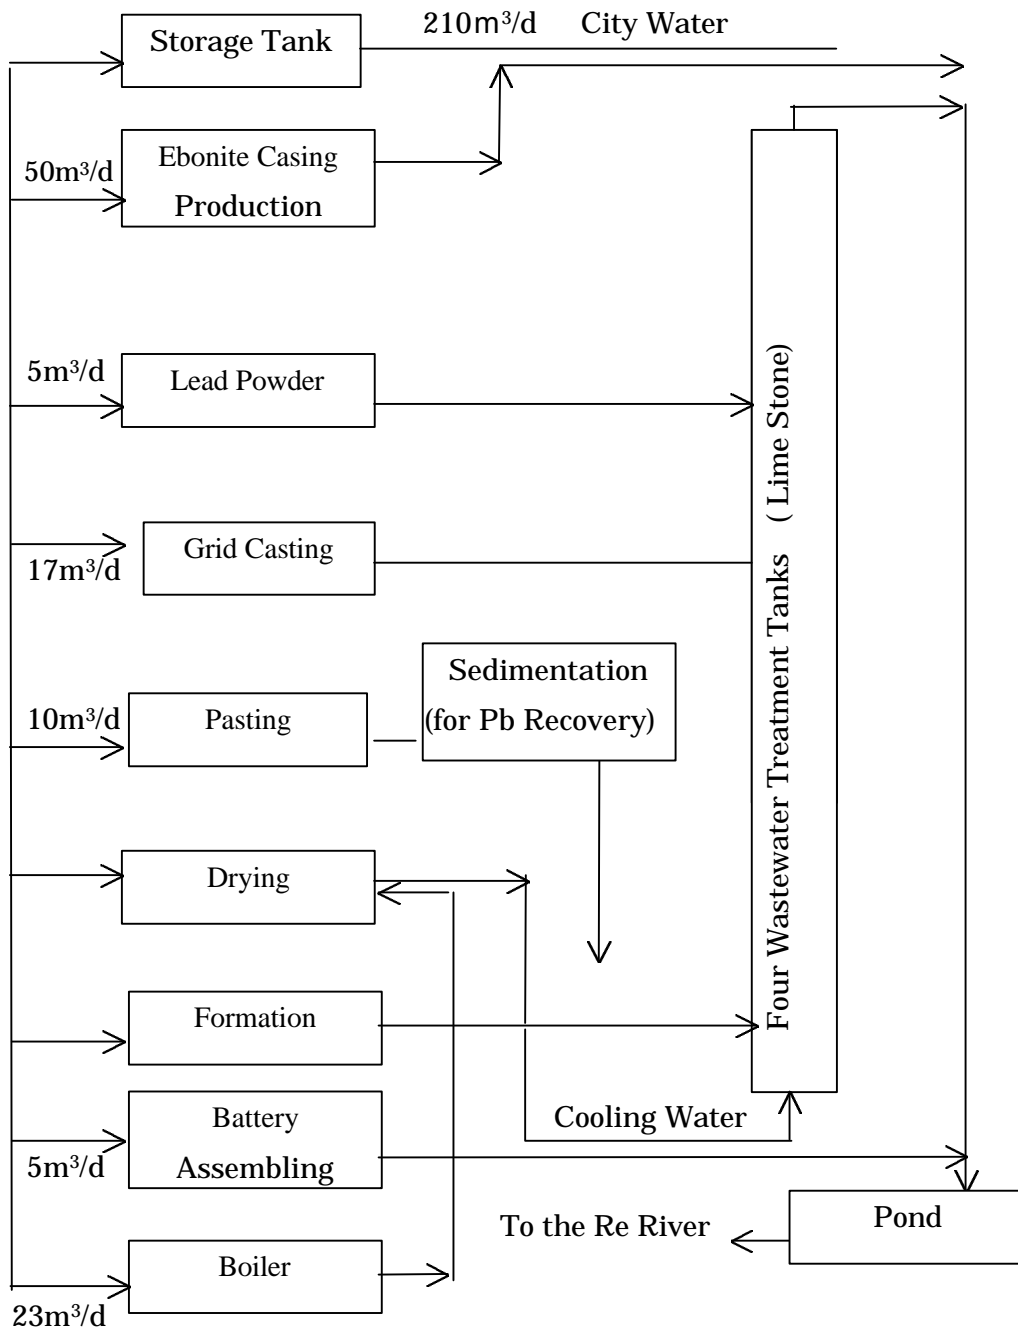 210m³/d City Water
Storage Tank
50m³/d
Ebonite Casing
Production
5m³/d
Lead Powder
17m³/d
Grid Casting
Sedimentation
(for Pb Recovery)
10m³/d
Pasting
Drying
Formation
Four Wastewater Treatment Tanks ( Lime Stone)
Cooling Water
Battery
Assembling
5m³/d
To the Re River
Pond
Boiler
23m³/d